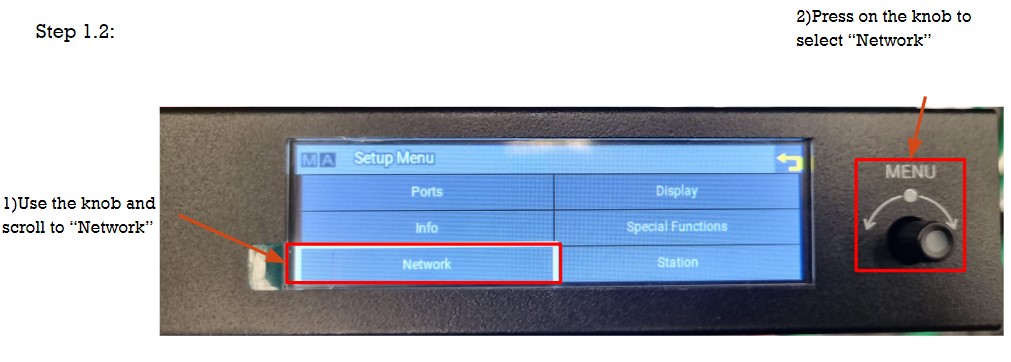 Step 1.2:
2)Press on the knob to
select “Network”
1)Use the knob and
scroll to “Network”
MA Setup Menu
Ports
Display
Info
Special Functions
Network
Station
MENU